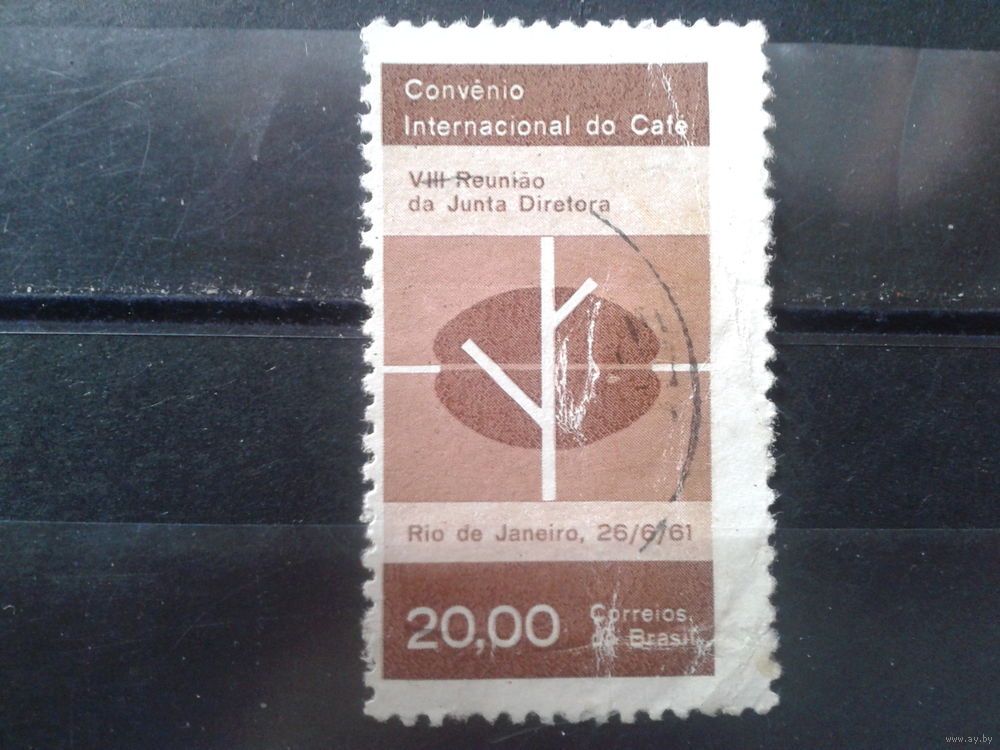 Convênio
Internacional do Café
VIII Reunião
da Junta Diretora
Rio de Janeiro, 26/6/61
20,00
Correios
do Brasil
www.ay.by